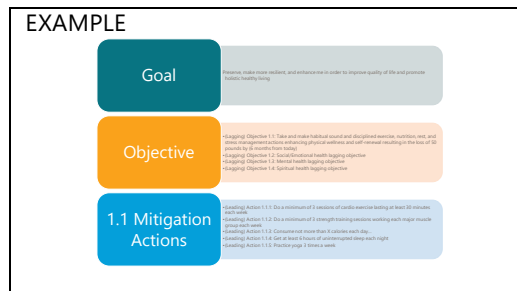 EXAMPLE
Goal
Preserve, make more resilient, and enhance me in order to improve quality of life and promote
holistic healthy living
Objective
•(Lagging) Objective 1.1: Take and make habitual sound and disciplined exercise, nutrition, rest, and
stress management actions enhancing physical wellness and self renewal resulting in the loss of 50
pounds by (6 months from today)
•(Lagging) Objective 1.2: Social/Emotional health lagging objective
•(Lagging) Objective 1.3: Mental health lagging objective
•(Lagging) Objective 1.4: Spiritual health lagging objective
1.1 Mitigation
Actions
•(Leading) Action 1.1.1: Do a minimum of 3 sessions of cardio exercise lasting at least 30 minutes
each week
•(Leading) Action 1.1.2: Do a minimum of 3 strength training sessions working each major muscle
group each week
•(Leading) Action 1.1.3: Consume not more than X calories each day...
•(Leading) Action 1.1.4: Get at least 6 hours of uninterrupted sleep each night
•(Leading) Action 1.1.5: Practice yoga 2 times a week